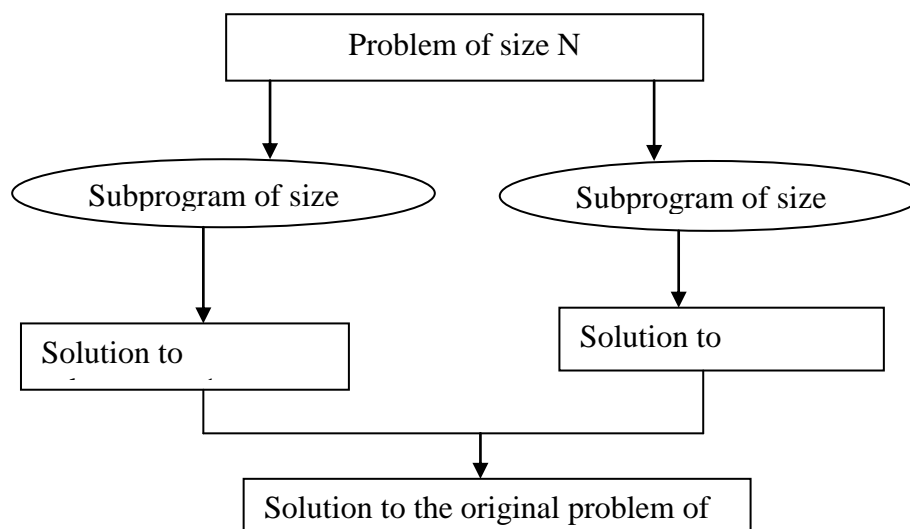 Problem of size N
Subprogram of size
Subprogram of size
Solution to
Solution to
Solution to the original problem of